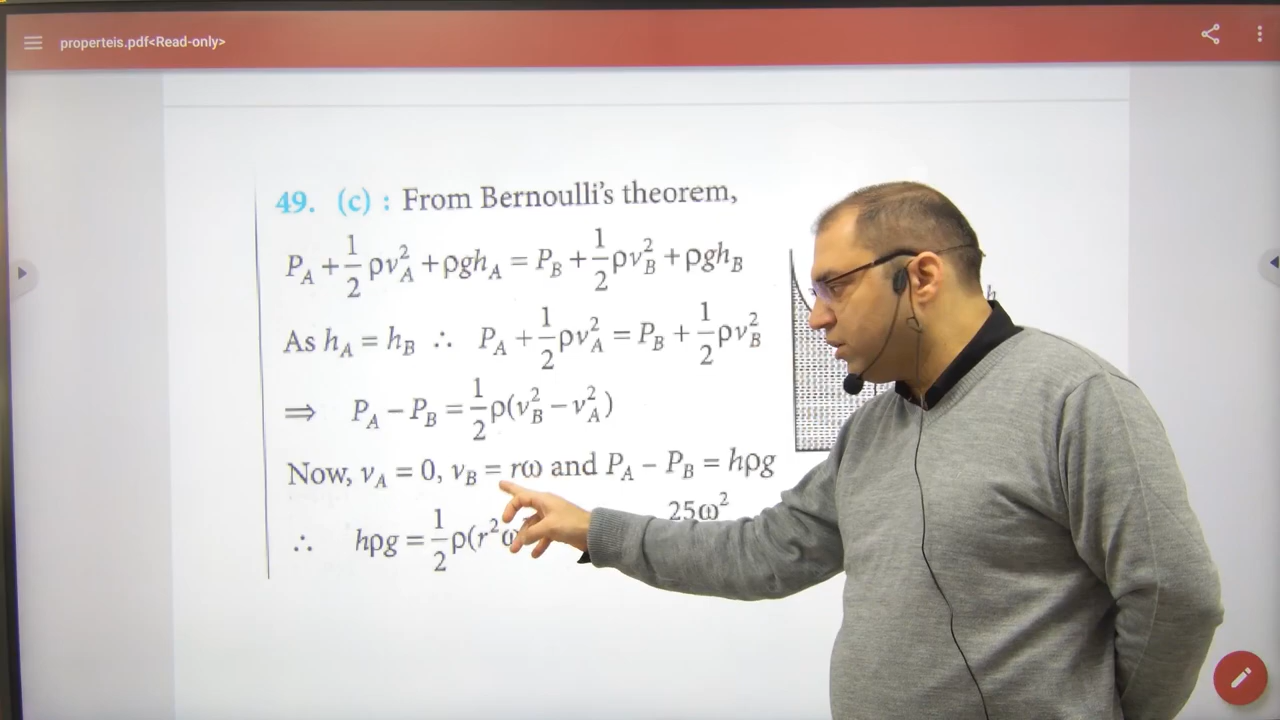 properteis.pdf<Read-only>
49. (c) : From Bernoulli's theorem,
P_A + 1/2 ρv_A^2 + ρgh_A = P_B + 1/2 ρv_B^2 + ρgh_B
As h_A = h_B ∴ P_A + 1/2 ρv_A^2 = P_B + 1/2 ρv_B^2
⇒ P_A − P_B = 1/2 ρ(v_B^2 − v_A^2)
Now, v_A = 0, v_B = rω and P_A − P_B = hρg
∴ hρg = 1/2 ρ(r^2ω 25ω^2
h